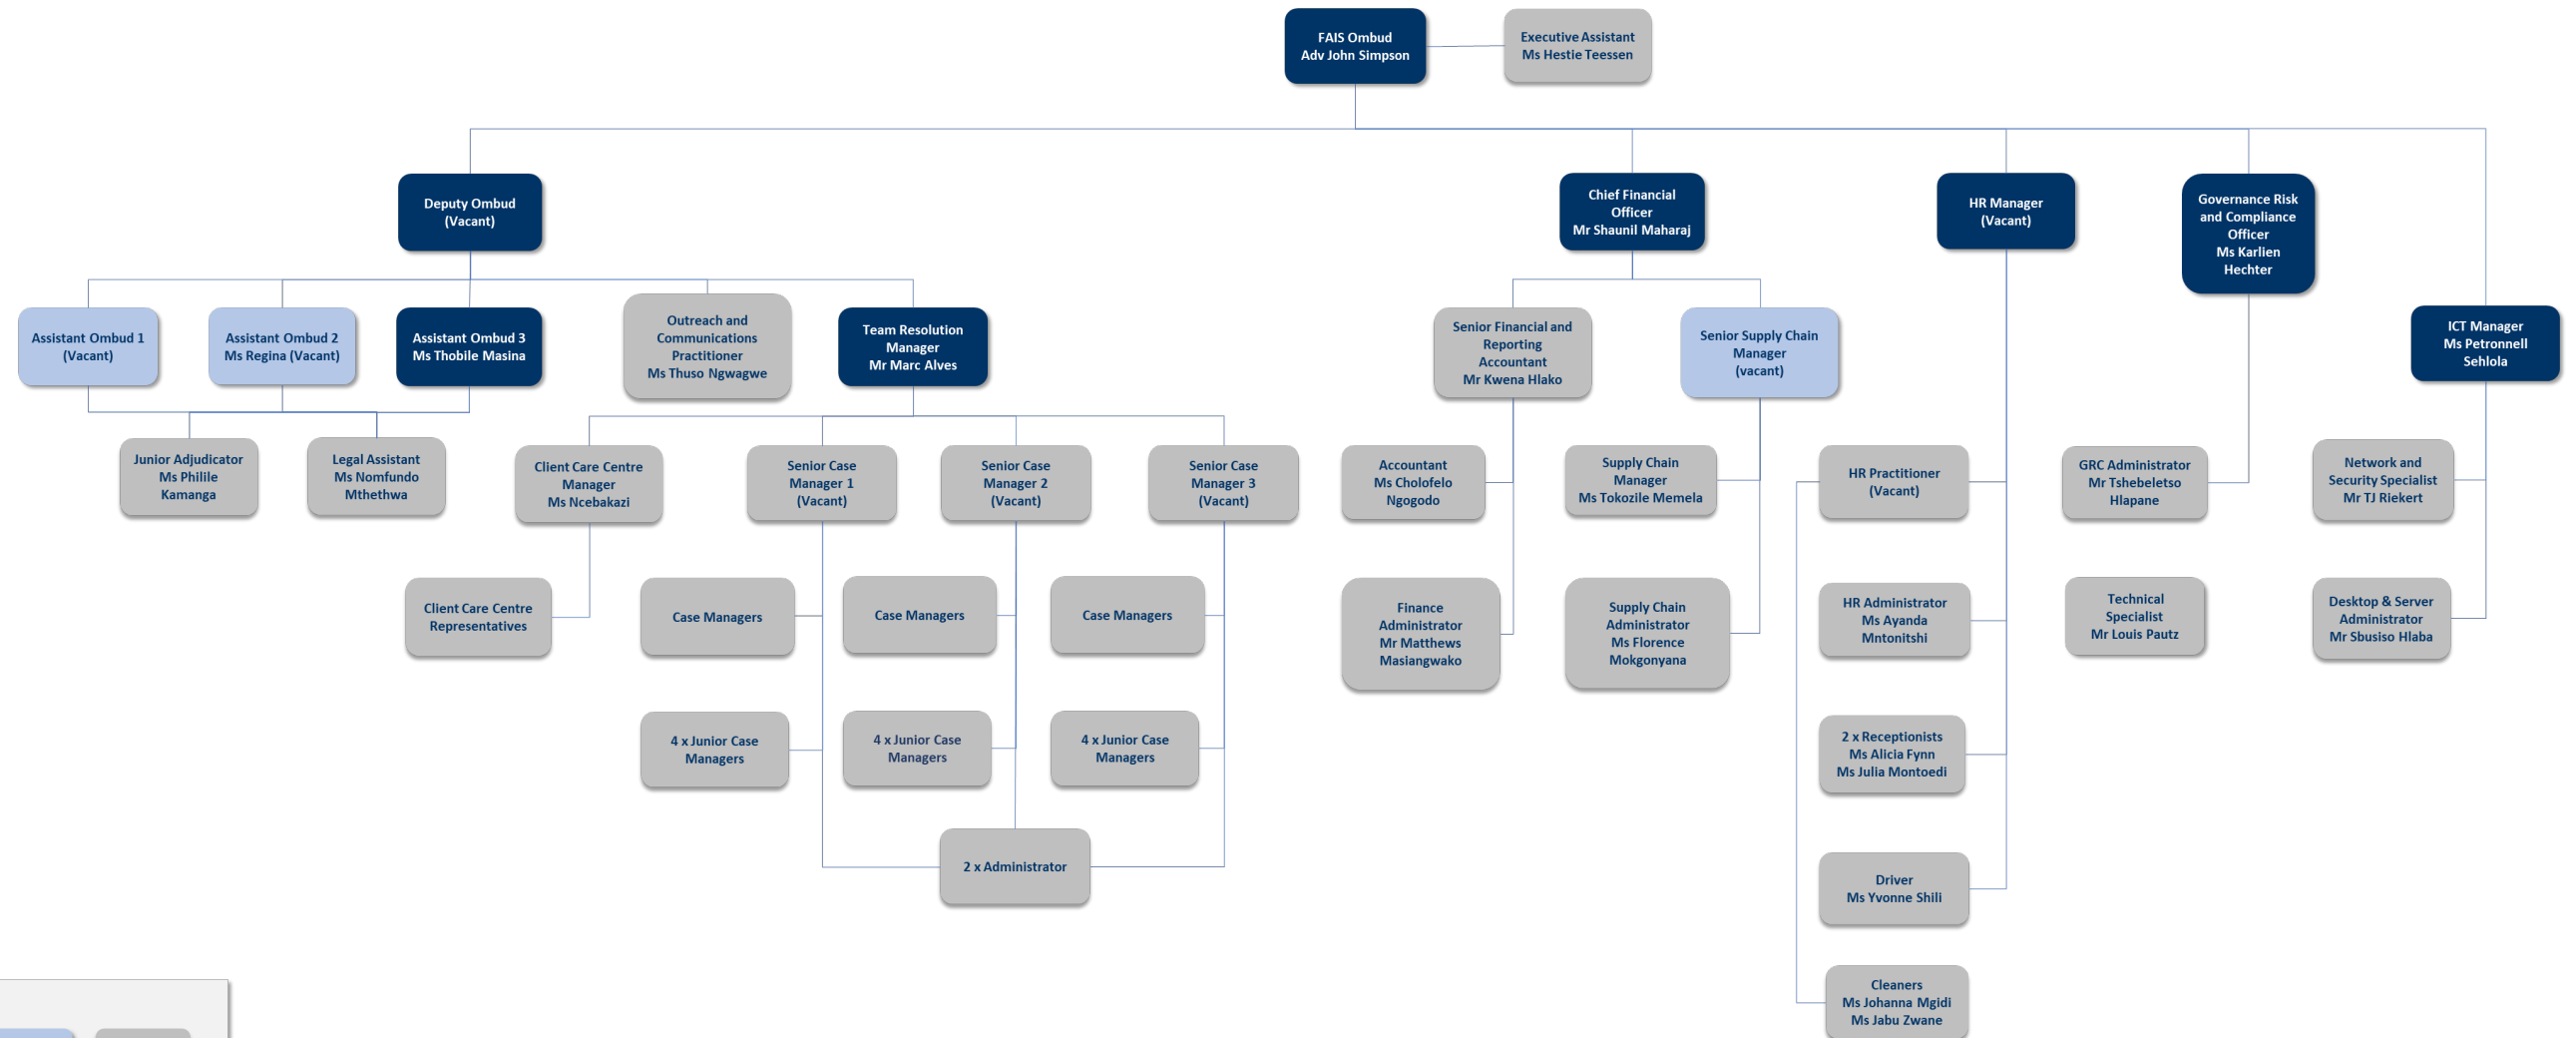 FAIS Ombud
Adv John Simpson
Executive Assistant
Ms Hestie Teessen
Deputy Ombud
(Vacant)
Chief Financial
Officer
Mr Shaunil Maharaj
HR Manager
(Vacant)
Governance Risk
and Compliance
Officer
Ms Karlien
Hechter
Assistant Ombud 1
(Vacant)
Assistant Ombud 2
Ms Regina (Vacant)
Assistant Ombud 3
Ms Thobile Masina
Outreach and
Communications
Practitioner
Ms Thuso Ngwagwe
Team Resolution
Manager
Mr Marc Alves
Senior Financial and
Reporting
Accountant
Mr Kwena Hlako
Senior Supply Chain
Manager
(vacant)
ICT Manager
Ms Petronnell
Sehlola
Junior Adjudicator
Ms Philile
Kamanga
Legal Assistant
Ms Nomfundo
Mthethwa
Client Care Centre
Manager
Ms Ncebakazi
Senior Case
Manager 1
(Vacant)
Senior Case
Manager 2
(Vacant)
Senior Case
Manager 3
(Vacant)
Accountant
Ms Cholofelo
Ngogodo
Supply Chain
Manager
Ms Tokozile Memela
HR Practitioner
(Vacant)
GRC Administrator
Mr Tshebeletso
Hlapane
Network and
Security Specialist
Mr TJ Riekert
Client Care Centre
Representatives
Case Managers
Case Managers
Case Managers
Finance
Administrator
Mr Matthews
Masiangwako
Supply Chain
Administrator
Ms Florence
Mokgonyana
HR Administrator
Ms Ayanda
Mntonitshi
Technical
Specialist
Mr Louis Pautz
Desktop & Server
Administrator
Mr Sbusiso Hlaba
4 x Junior Case
Managers
4 x Junior Case
Managers
4 x Junior Case
Managers
2 x Receptionists
Ms Alicia Fynn
Ms Julia Montoedi
2 x Administrator
Driver
Ms Yvonne Shili
Cleaners
Ms Johanna Mgidi
Ms Jabu Zwane